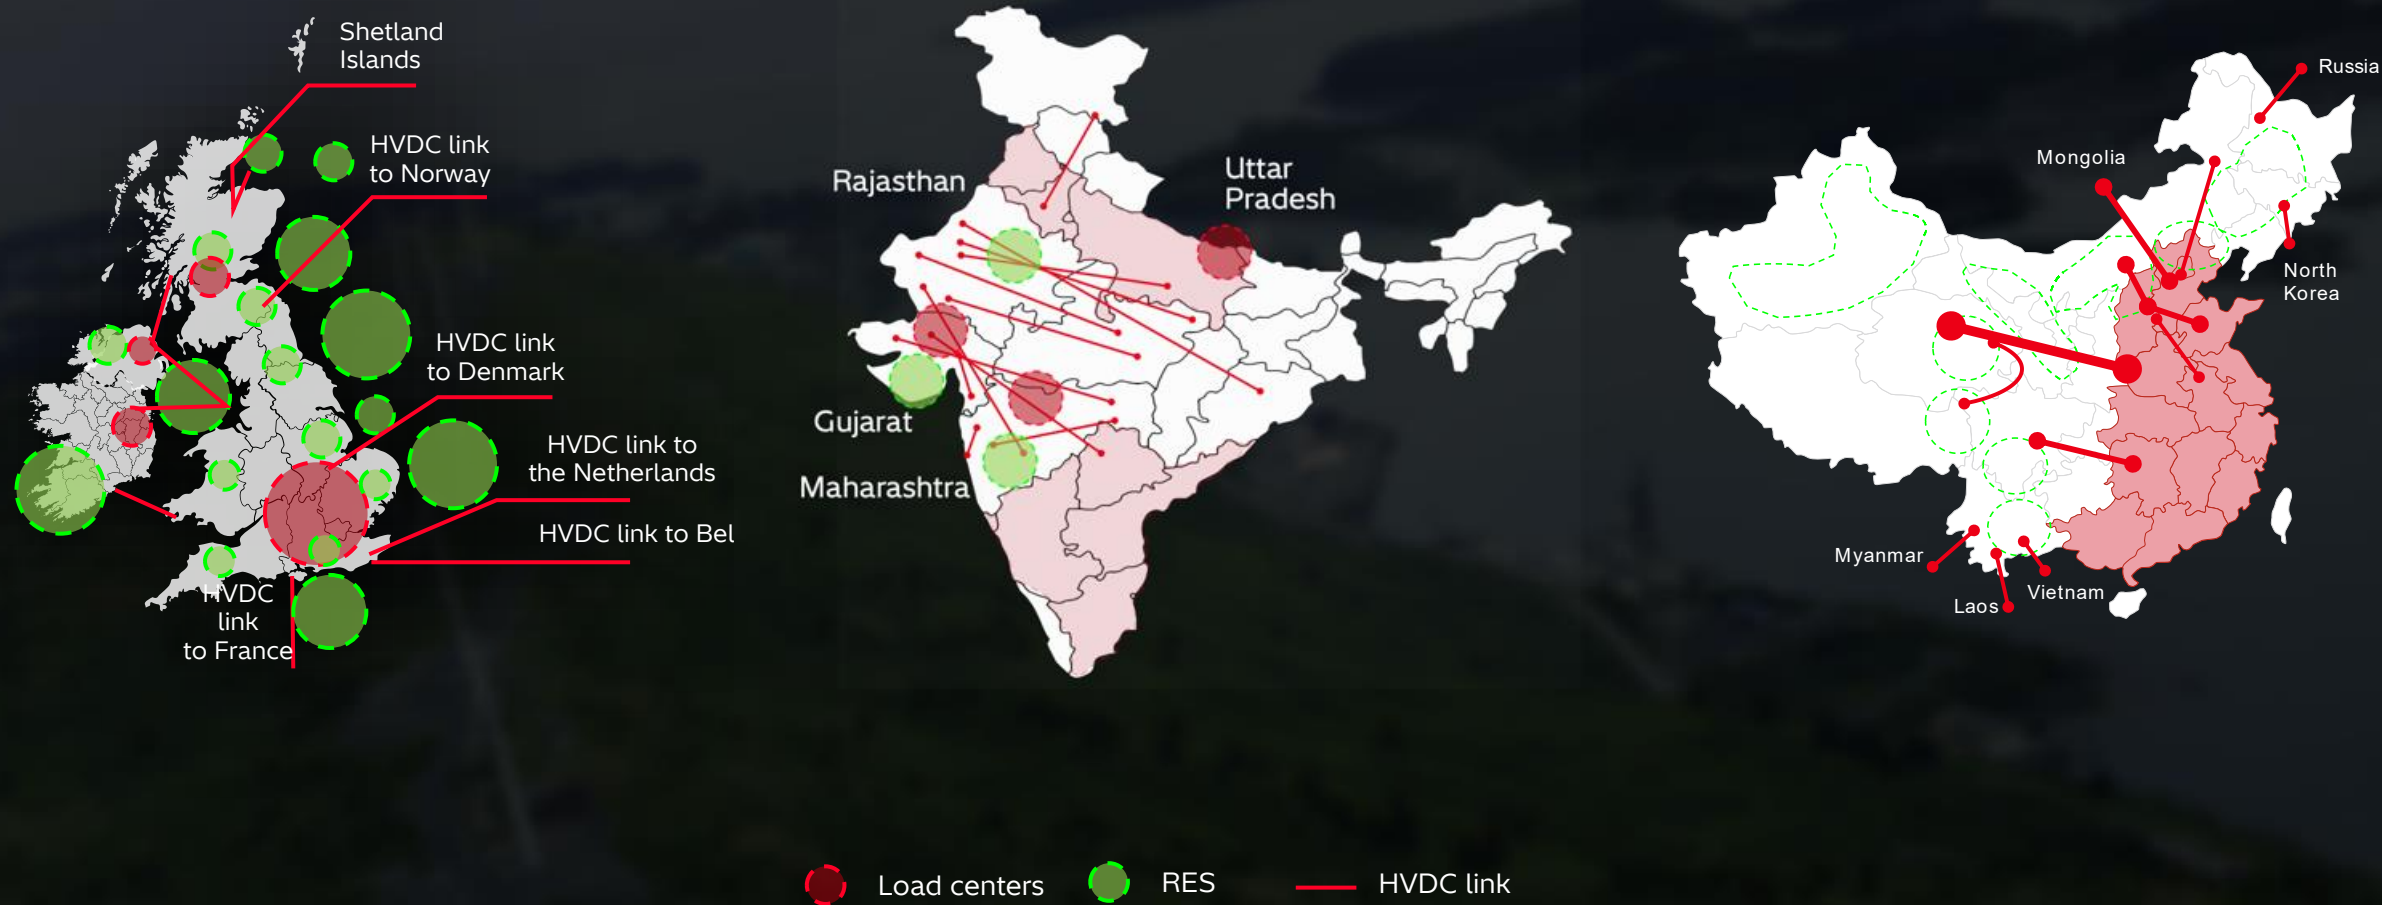 Shetland
Islands
HVDC link
to Norway
HVDC link
to Denmark
HVDC link to
the Netherlands
HVDC link to Bel
HVDC
link
to France
Rajasthan
Uttar
Pradesh
Gujarat
Maharashtra
Russia
Mongolia
North
Korea
Myanmar
Laos
Vietnam
Load centers
RES
HVDC link